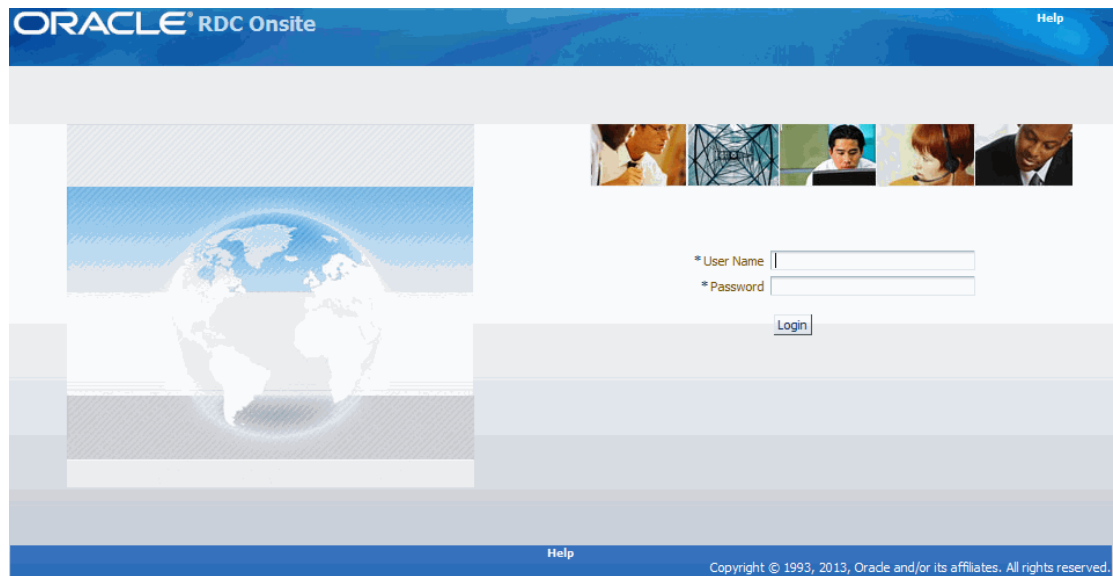 ORACLE® RDC Onsite
Help
* User Name
* Password
Login
Help
Copyright © 1993, 2013, Oracle and/or its affiliates. All rights reserved.